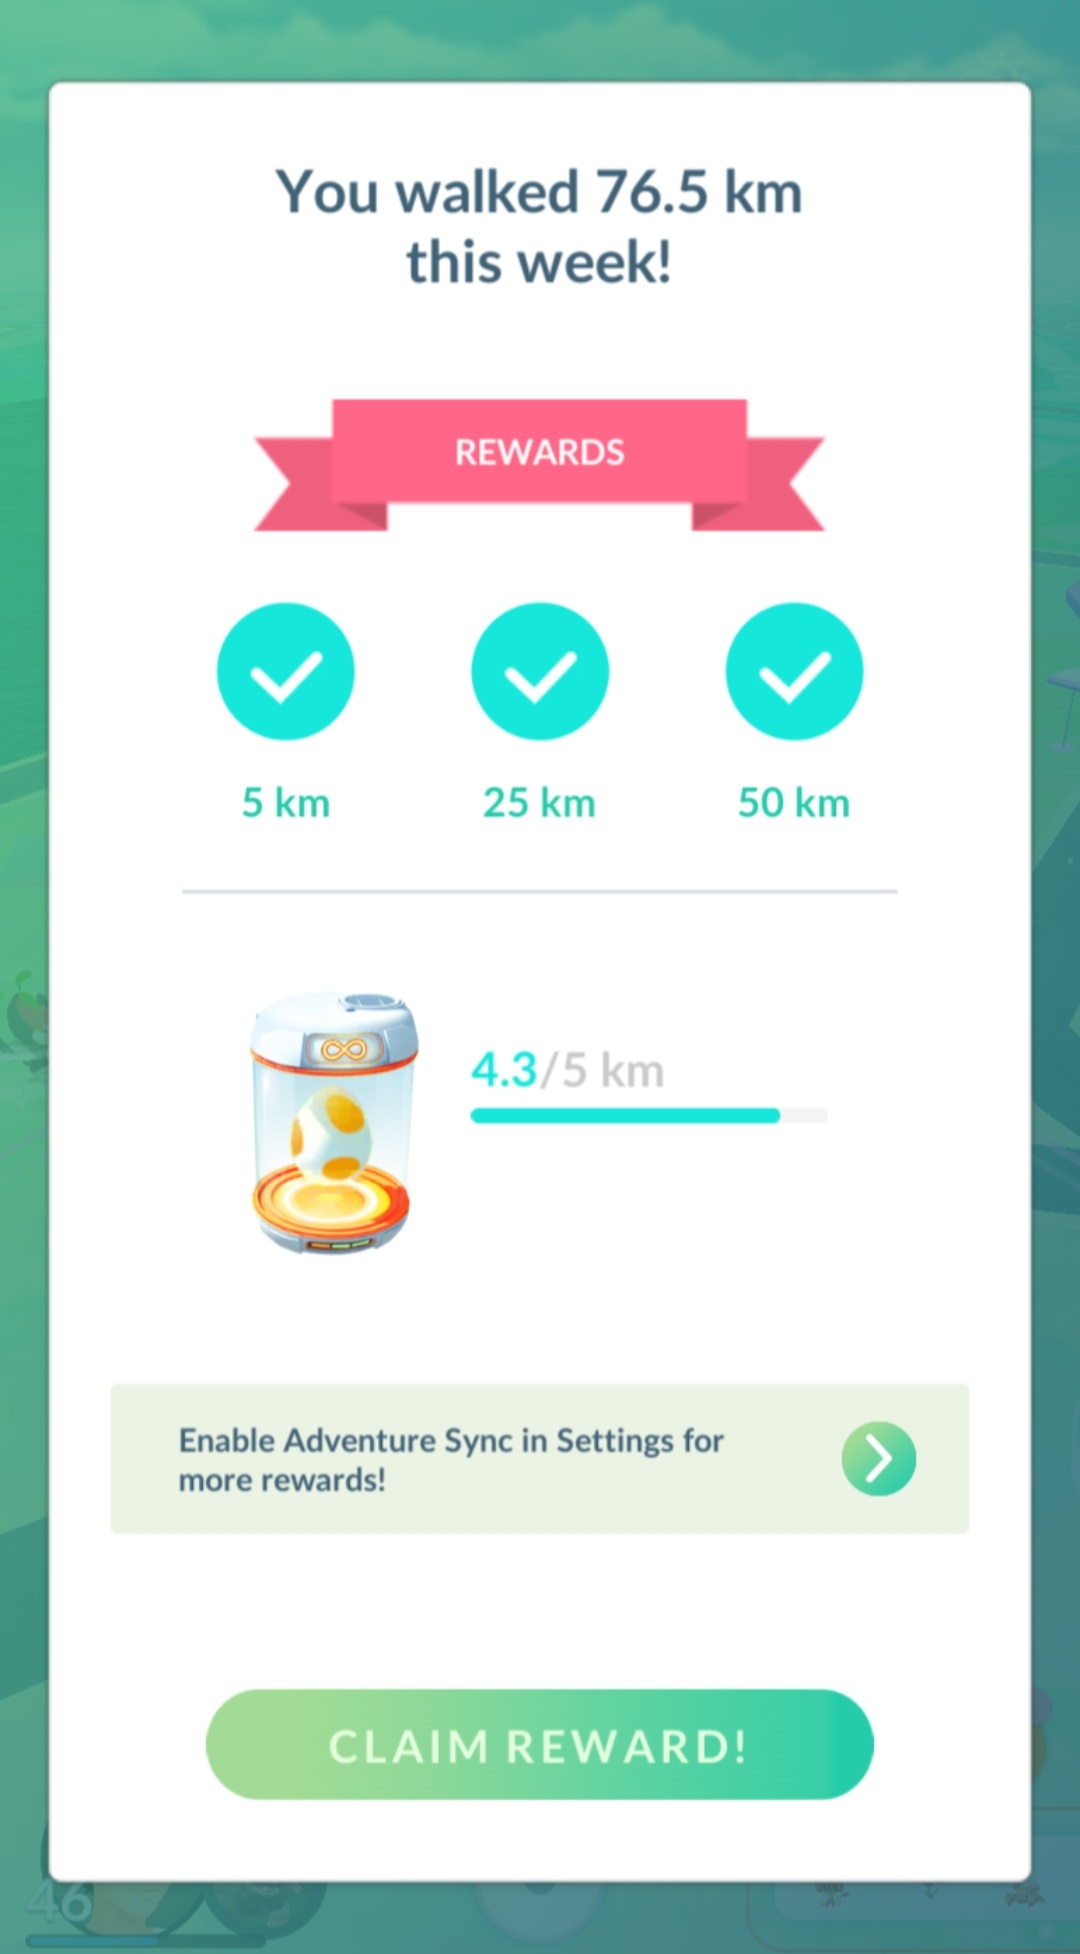 You walked 76.5 km
this week!
REWARDS
5 km 25 km 50 km
4.3/5 km
Enable Adventure Sync in Settings for
more rewards!
CLAIM REWARD!
46